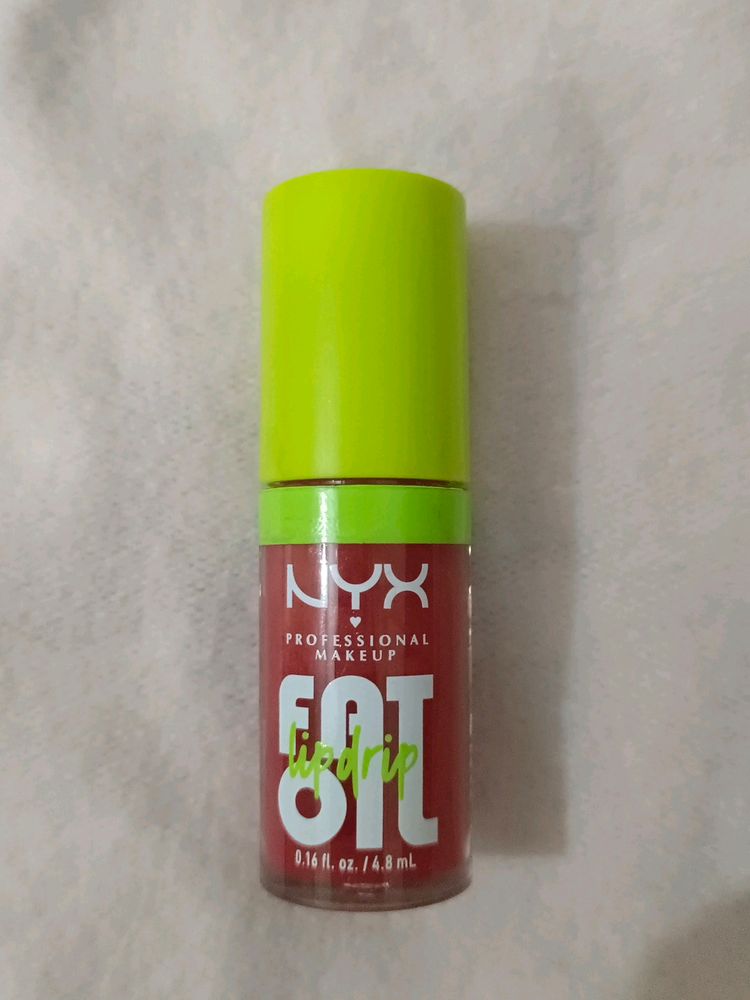 NYX
PROFESSIONAL
MAKEUP
FAT
lip drip
OIL
0.16 fl. oz. / 4.8 mL